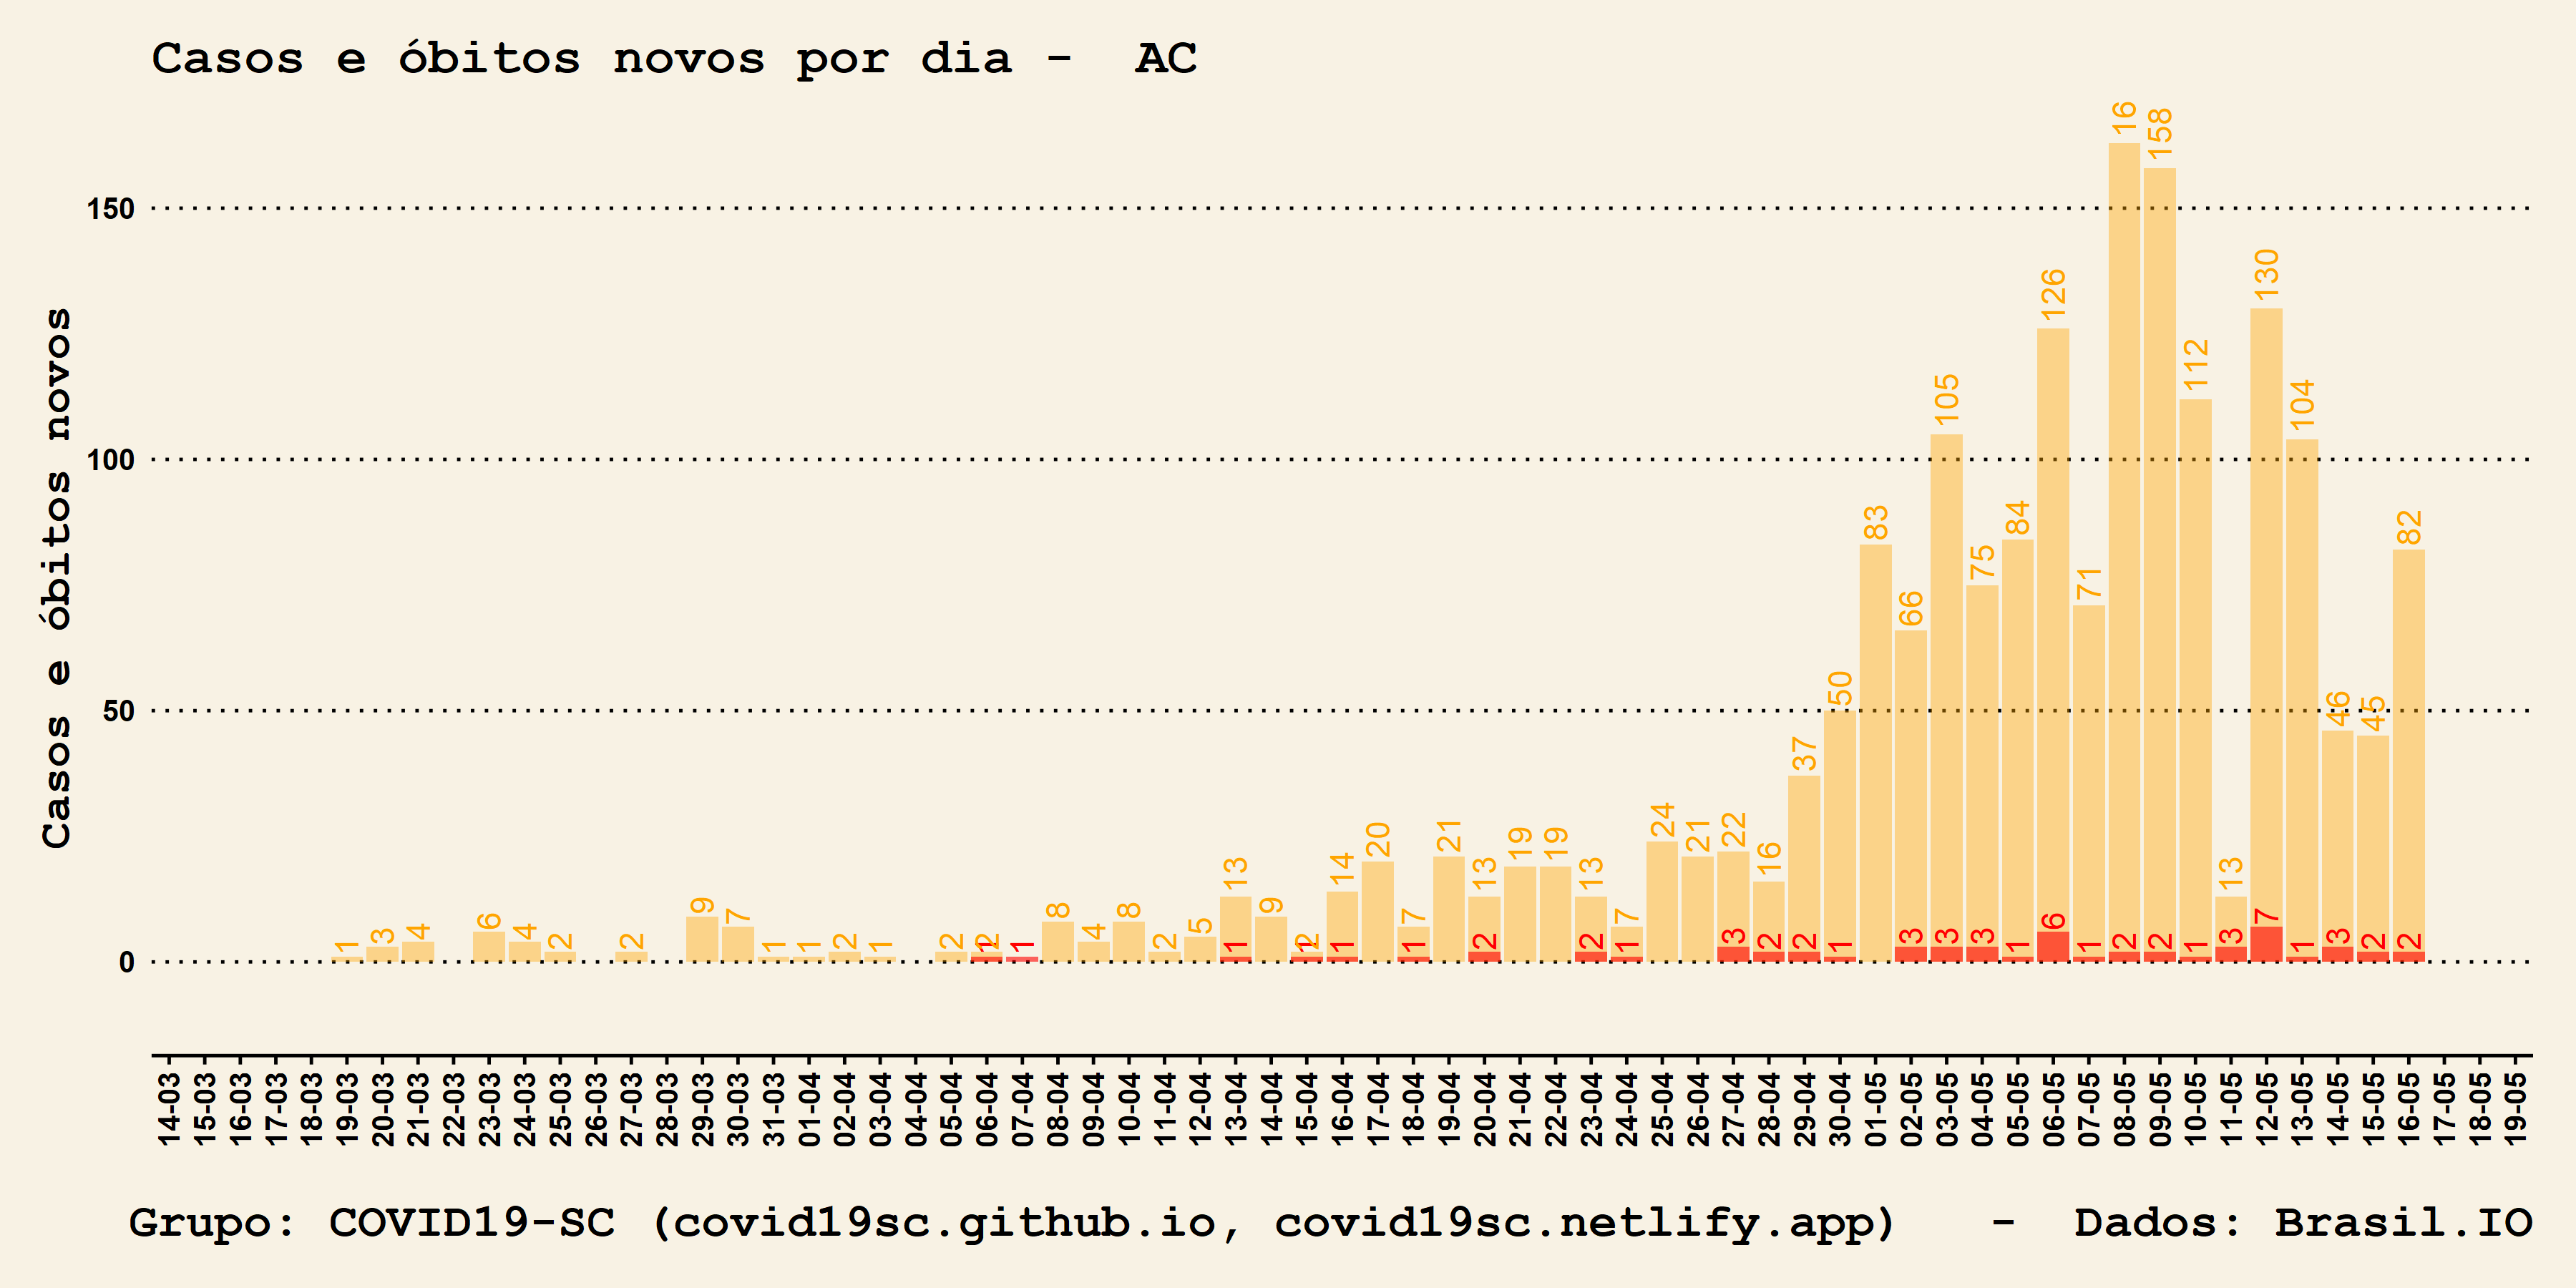 Casos e óbitos novos por dia -  AC
Casos e óbitos novos
150
100
50
0
1 3 4 6 4 2 2 9 7 1 1 2 1 2 2 8 4 8 2 5 13 9 2 14 20 7 21 13 19 19 13 7 24 21 22 16 37 50 83 66 105 75 84 126 71 16 158 112 13 130 104 46 45 82
1 1 1 1 1 1 2 2 1 3 2 2 1 3 3 3 1 6 1 2 2 1 3 7 1 3 2 2
14-03 15-03 16-03 17-03 18-03 19-03 20-03 21-03 22-03 23-03 24-03 25-03 26-03 27-03 28-03 29-03 30-03 31-03 01-04 02-04 03-04 04-04 05-04 06-04 07-04 08-04 09-04 10-04 11-04 12-04 13-04 14-04 15-04 16-04 17-04 18-04 19-04 20-04 21-04 22-04 23-04 24-04 25-04 26-04 27-04 28-04 29-04 30-04 01-05 02-05 03-05 04-05 05-05 06-05 07-05 08-05 09-05 10-05 11-05 12-05 13-05 14-05 15-05 16-05 17-05 18-05 19-05
Grupo: COVID19-SC (covid19sc.github.io, covid19sc.netlify.app)   -  Dados: Brasil.IO